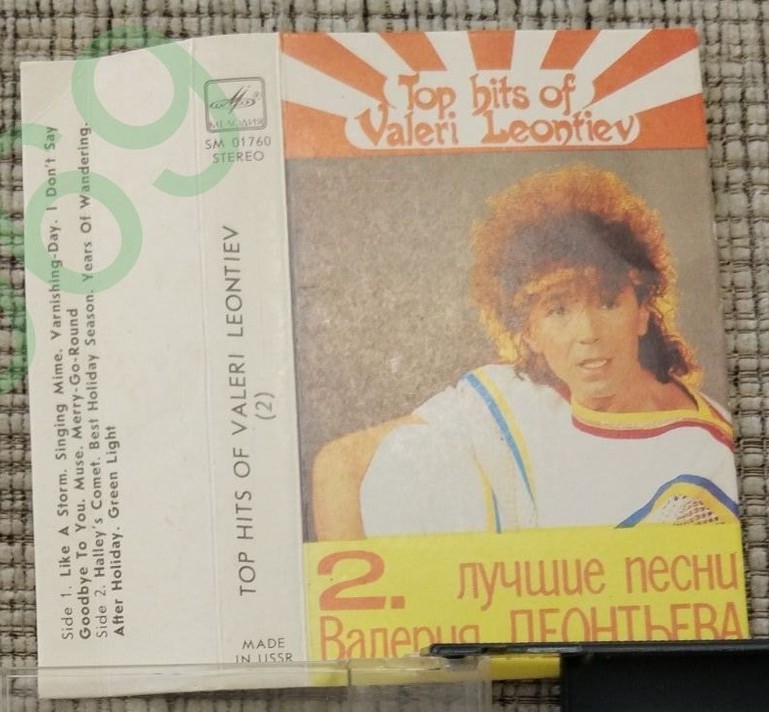 Side 1. Like A Storm. Singing Mime. Varnishing-Day. I Don't Say
Goodbye To You. Muse. Merry-Go-Round
Side 2. Halley's Comet. Best Holiday Season. Years Of Wandering.
After Holiday. Green Light
МЕЛОДИЯ
SM 01760
STEREO
TOP HITS OF VALERI LEONTIEV
(2)
MADE
IN USSR
Top hits of
Valeri Leontiev
2. лучшие песни
Валерия ЛЕОНТЬЕВА